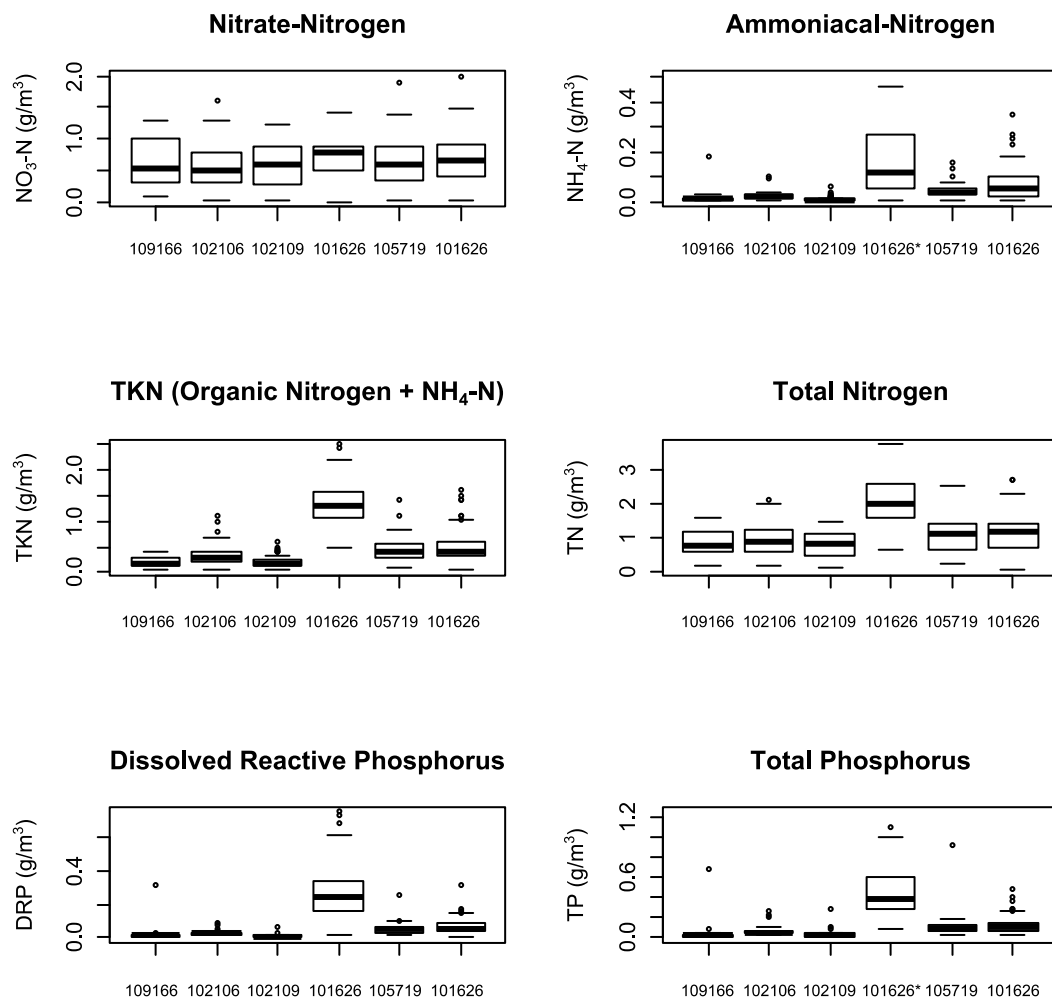 Nitrate-Nitrogen
NO₃-N (g/m³)
2.0
1.0
0.0
109166 102106 102109 101626 105719 101626
Ammoniacal-Nitrogen
NH₄-N (g/m³)
0.4
0.2
0.0
109166 102106 102109 101626* 105719 101626
TKN (Organic Nitrogen + NH₄-N)
TKN (g/m³)
2.0
1.0
0.0
109166 102106 102109 101626 105719 101626
Total Nitrogen
TN (g/m³)
3
2
1
0
109166 102106 102109 101626 105719 101626
Dissolved Reactive Phosphorus
DRP (g/m³)
0.4
0.0
109166 102106 102109 101626 105719 101626
Total Phosphorus
TP (g/m³)
1.2
0.6
0.0
109166 102106 102109 101626* 105719 101626